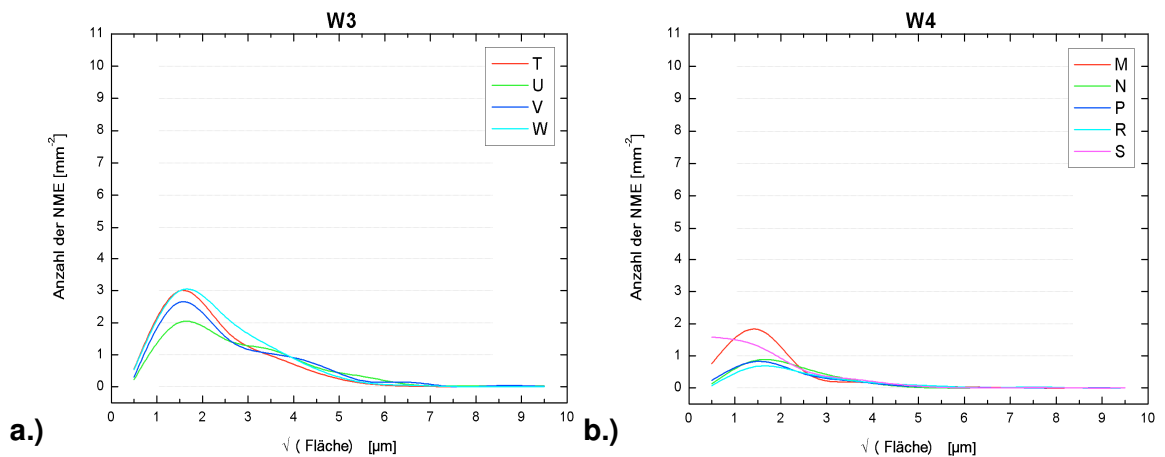 W3
11
10
9
8
7
6
5
4
3
2
1
0
Anzahl der NME [mm⁻²]
T
U
V
W
0 1 2 3 4 5 6 7 8 9 10
√ ( Fläche) [µm]
a.)
W4
11
10
9
8
7
6
5
4
3
2
1
0
Anzahl der NME [mm⁻²]
M
N
P
R
S
0 1 2 3 4 5 6 7 8 9 10
√ ( Fläche) [µm]
b.)